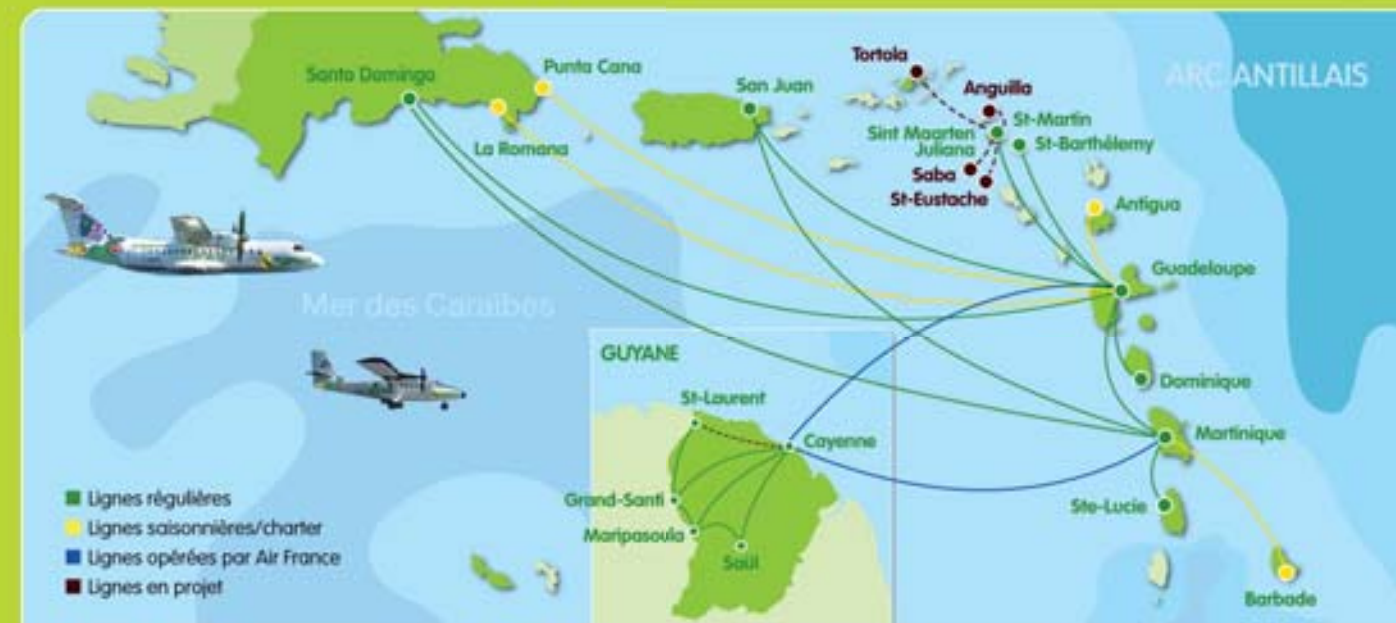 ARC ANTILLAIS
Tortola
Punta Cana
Santo Domingo
San Juan
Anguilla
St-Martin
Sint Maarten
Juliana
St-Barthélemy
La Romana
Saba
St-Eustache
Antigua
Guadeloupe
Mer des Caraïbes
GUYANE
Dominique
St-Laurent
Cayenne
Martinique
Grand-Santi
Ste-Lucie
Maripasoula
Saül
Barbade
Lignes régulières
Lignes saisonnières/charter
Lignes opérées par Air France
Lignes en projet